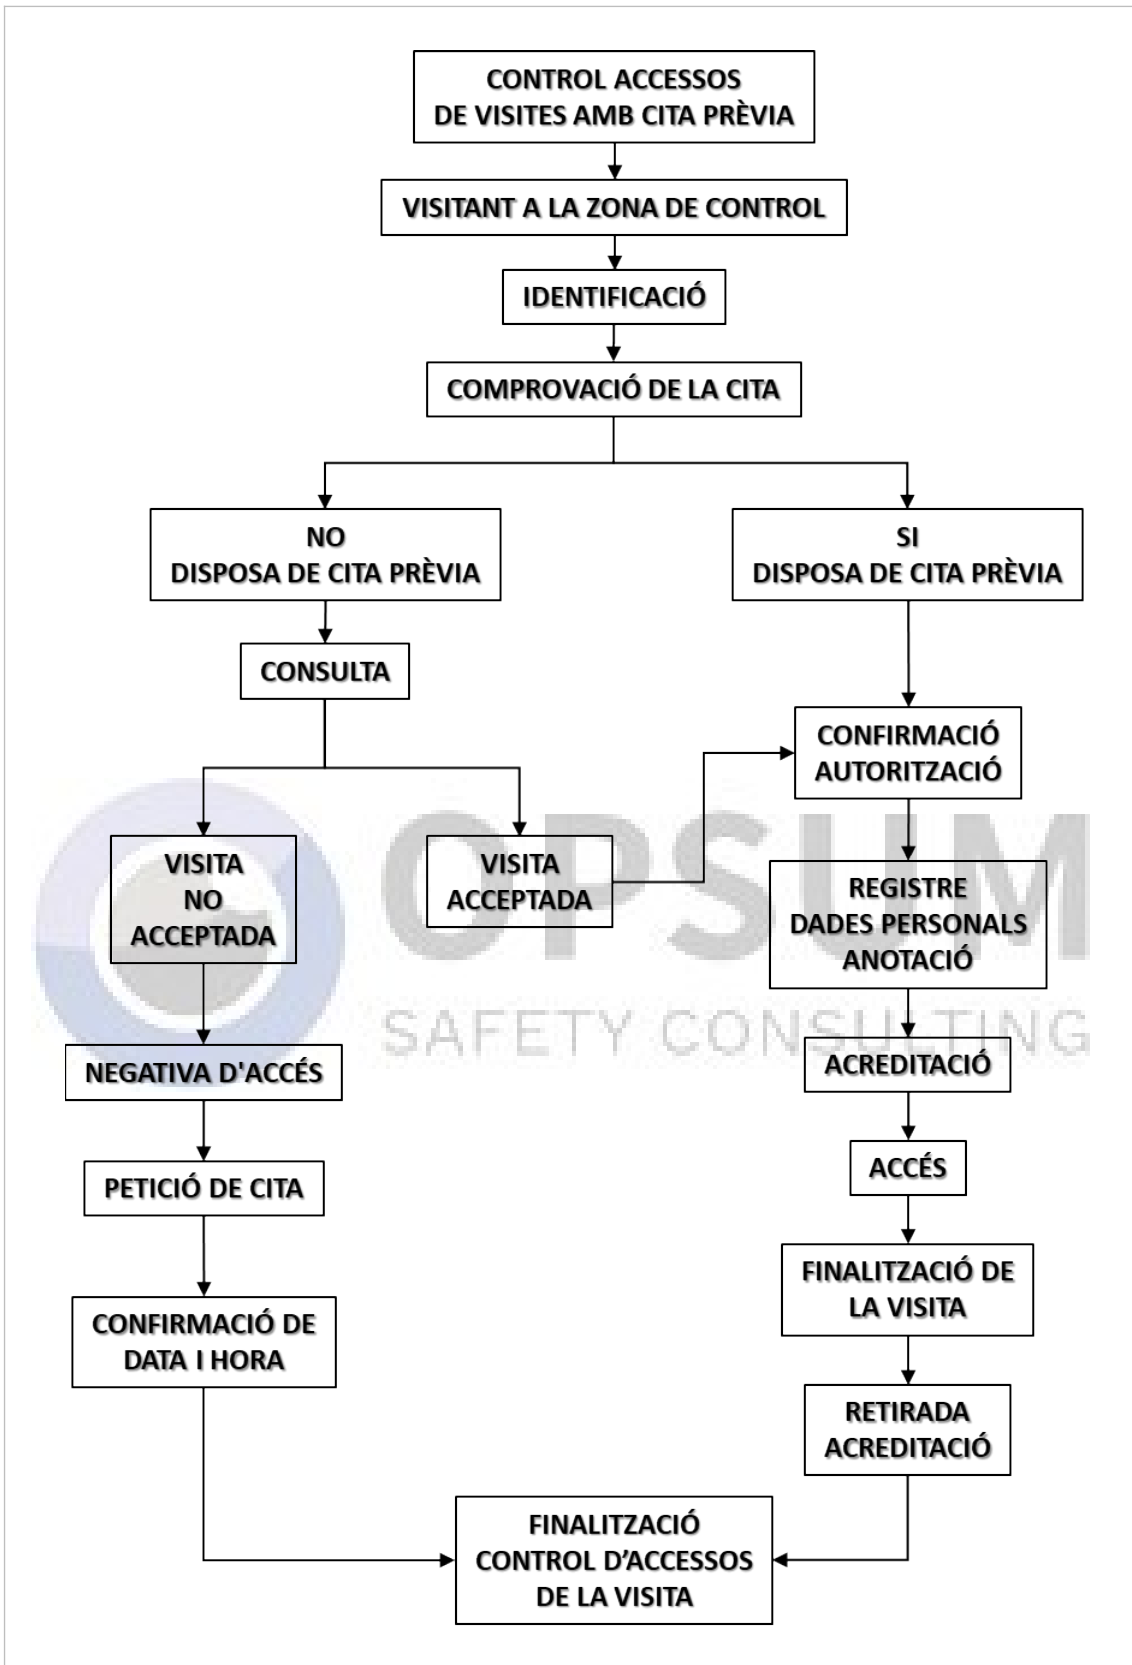 CONTROL ACCESSOS
DE VISITES AMB CITA PRÈVIA
VISITANT A LA ZONA DE CONTROL
IDENTIFICACIÓ
COMPROVACIÓ DE LA CITA
NO
DISPOSA DE CITA PRÈVIA
SI
DISPOSA DE CITA PRÈVIA
CONSULTA
CONFIRMACIÓ
AUTORITZACIÓ
VISITA
NO
ACCEPTADA
VISITA
ACCEPTADA
REGISTRE
DADES PERSONALS
ANOTACIÓ
OPSUM
SAFETY CONSULTING
NEGATIVA D'ACCÉS
ACREDITACIÓ
PETICIÓ DE CITA
ACCÉS
CONFIRMACIÓ DE
DATA I HORA
FINALITZACIÓ DE
LA VISITA
RETIRADA
ACREDITACIÓ
FINALITZACIÓ
CONTROL D’ACCESSOS
DE LA VISITA